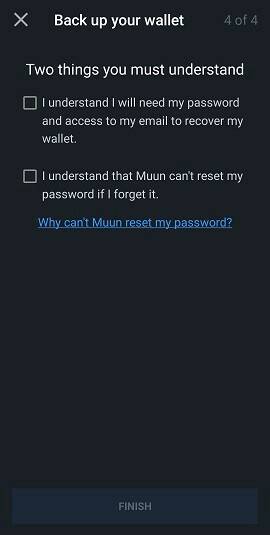 Back up your wallet 4 of 4
Two things you must understand
I understand I will need my password
and access to my email to recover my
wallet.
I understand that Muun can't reset my
password if I forget it.
Why can't Muun reset my password?
FINISH